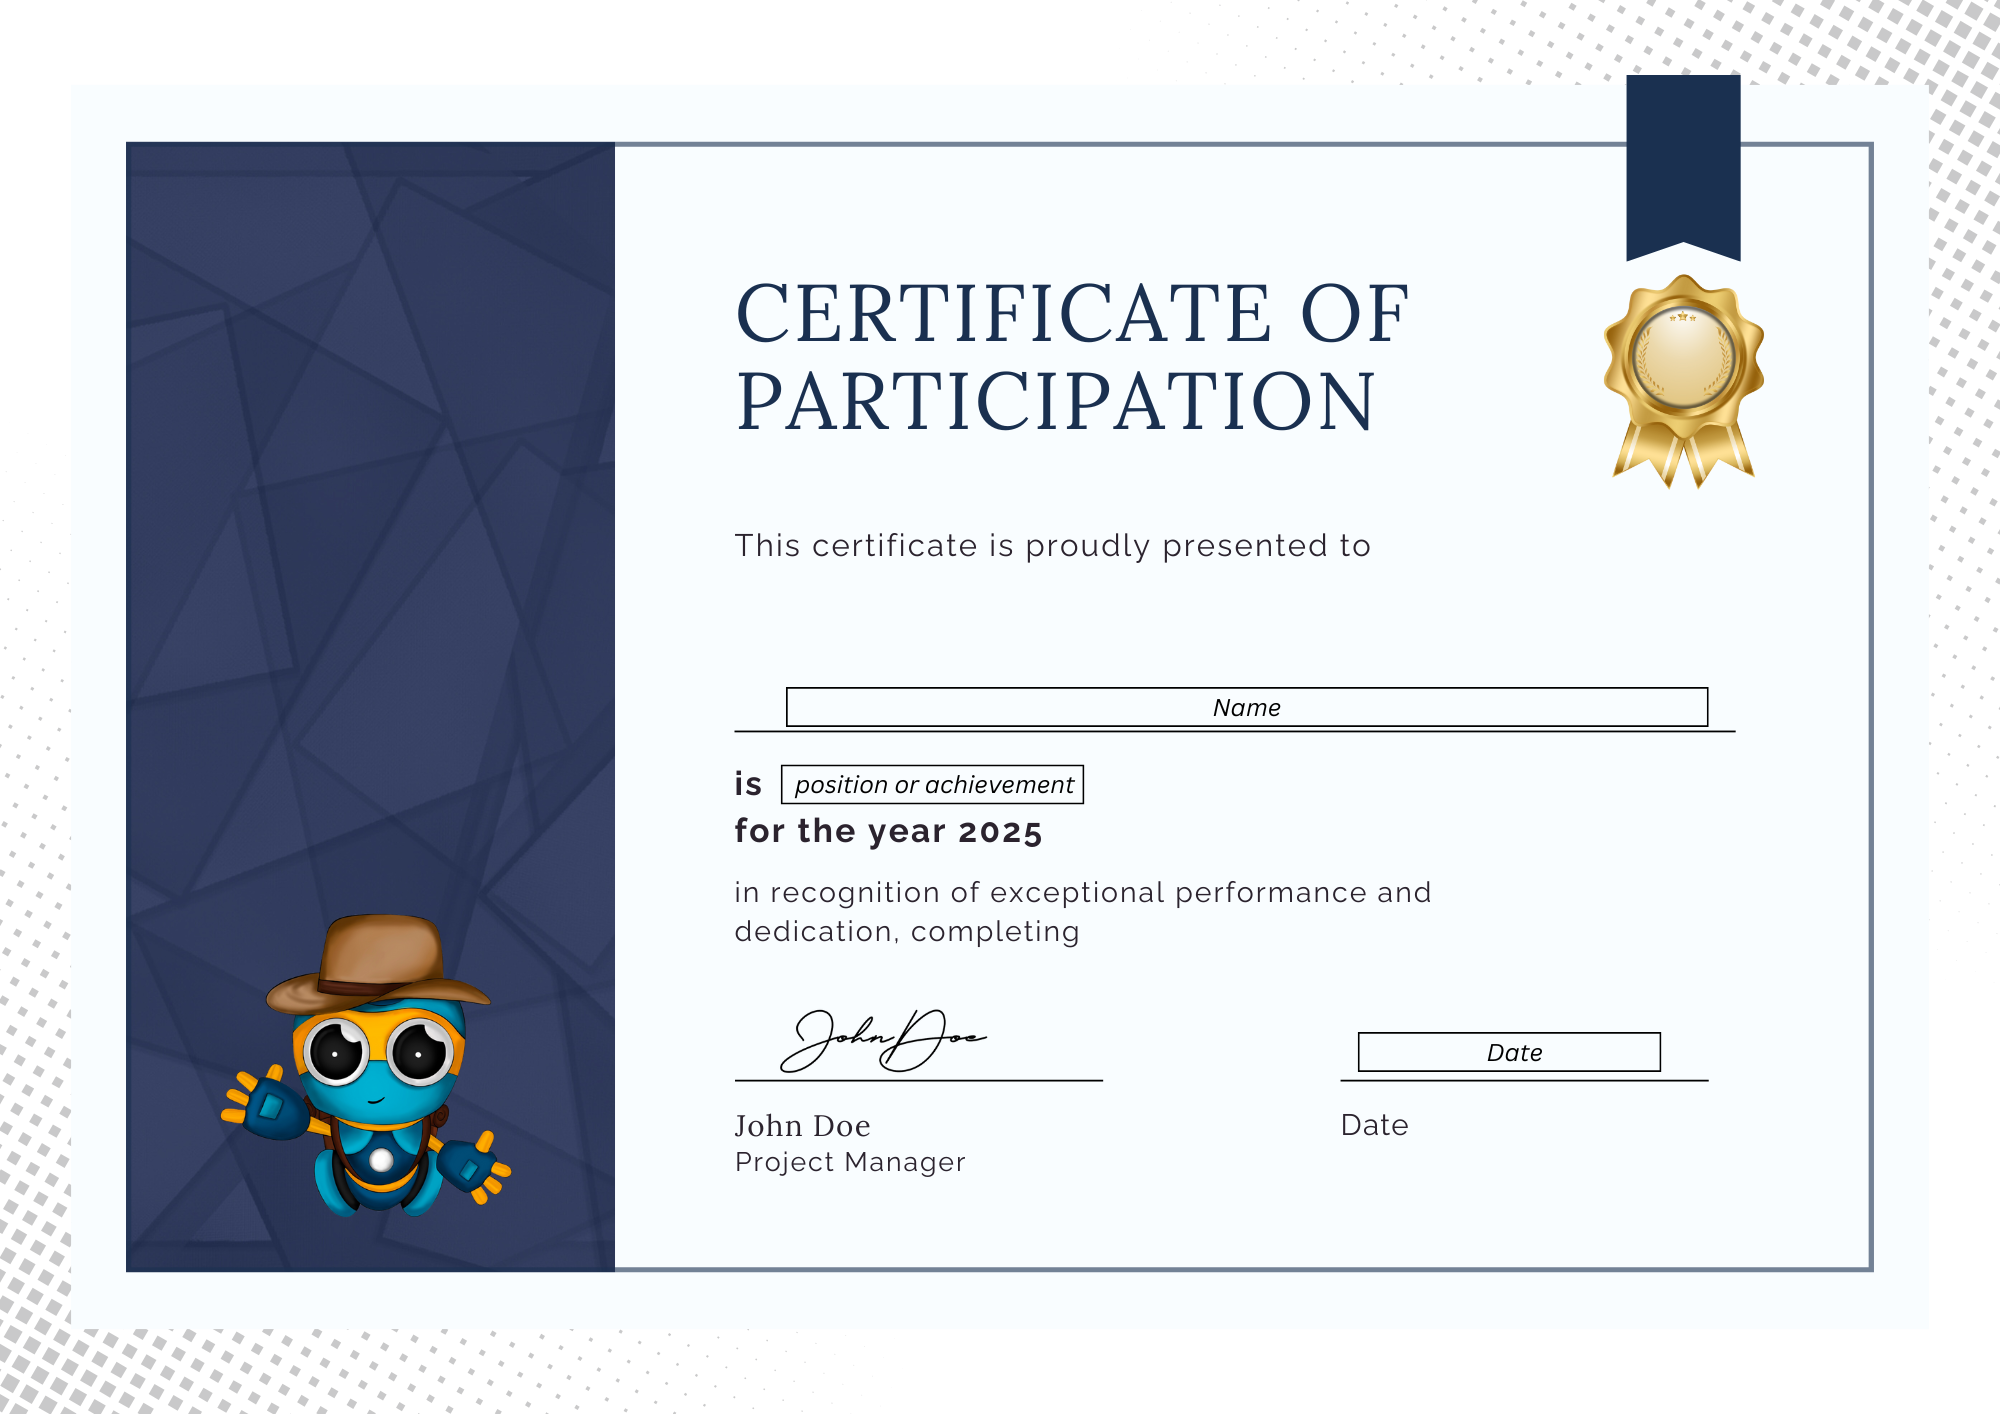 CERTIFICATE OF
PARTICIPATION
This certificate is proudly presented to
Name
is position or achievement
for the year 2025
in recognition of exceptional performance and
dedication, completing
John Doe
Date
John Doe
Date
Project Manager